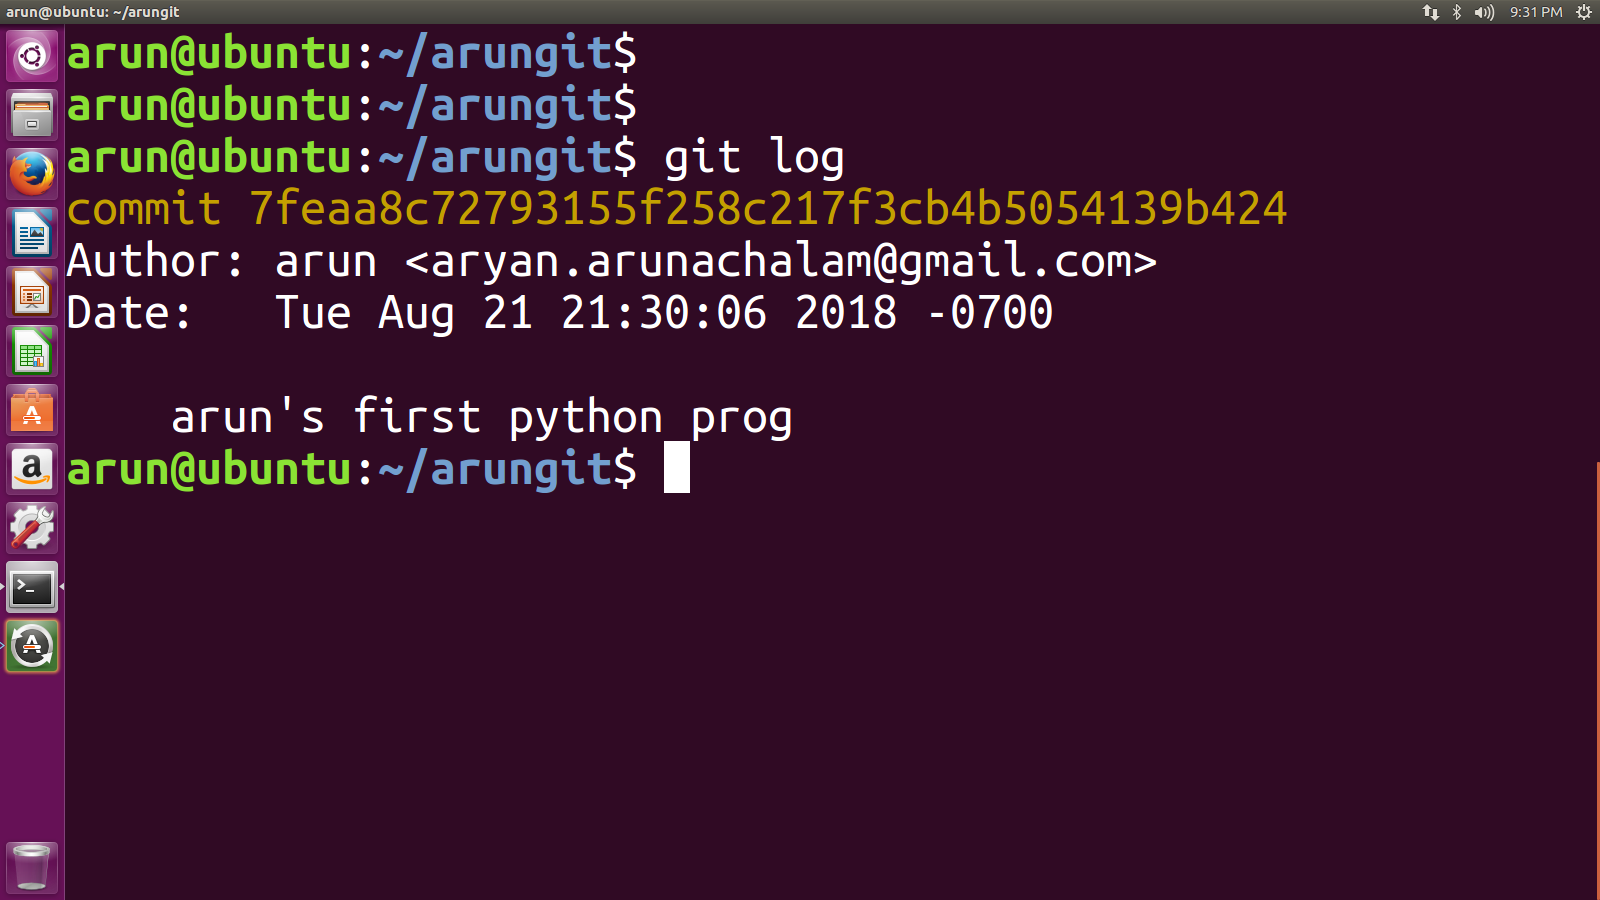 arun@ubuntu: ~/arungit
9:31 PM
arun@ubuntu:~/arungit$
arun@ubuntu:~/arungit$
arun@ubuntu:~/arungit$ git log
commit 7feaa8c72793155f258c217f3cb4b5054139b424
Author: arun <aryan.arunachalam@gmail.com>
Date:   Tue Aug 21 21:30:06 2018 -0700
    arun's first python prog
arun@ubuntu:~/arungit$